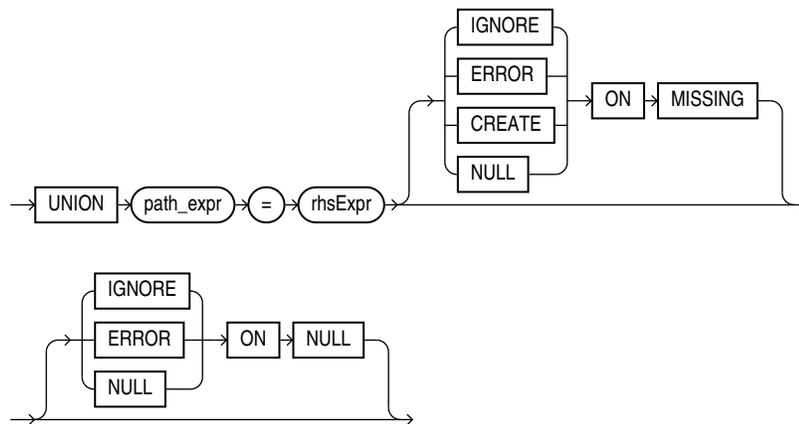 IGNORE
ERROR
ON MISSING
CREATE
NULL
UNION path_expr = rhsExpr
IGNORE
ERROR ON NULL
NULL